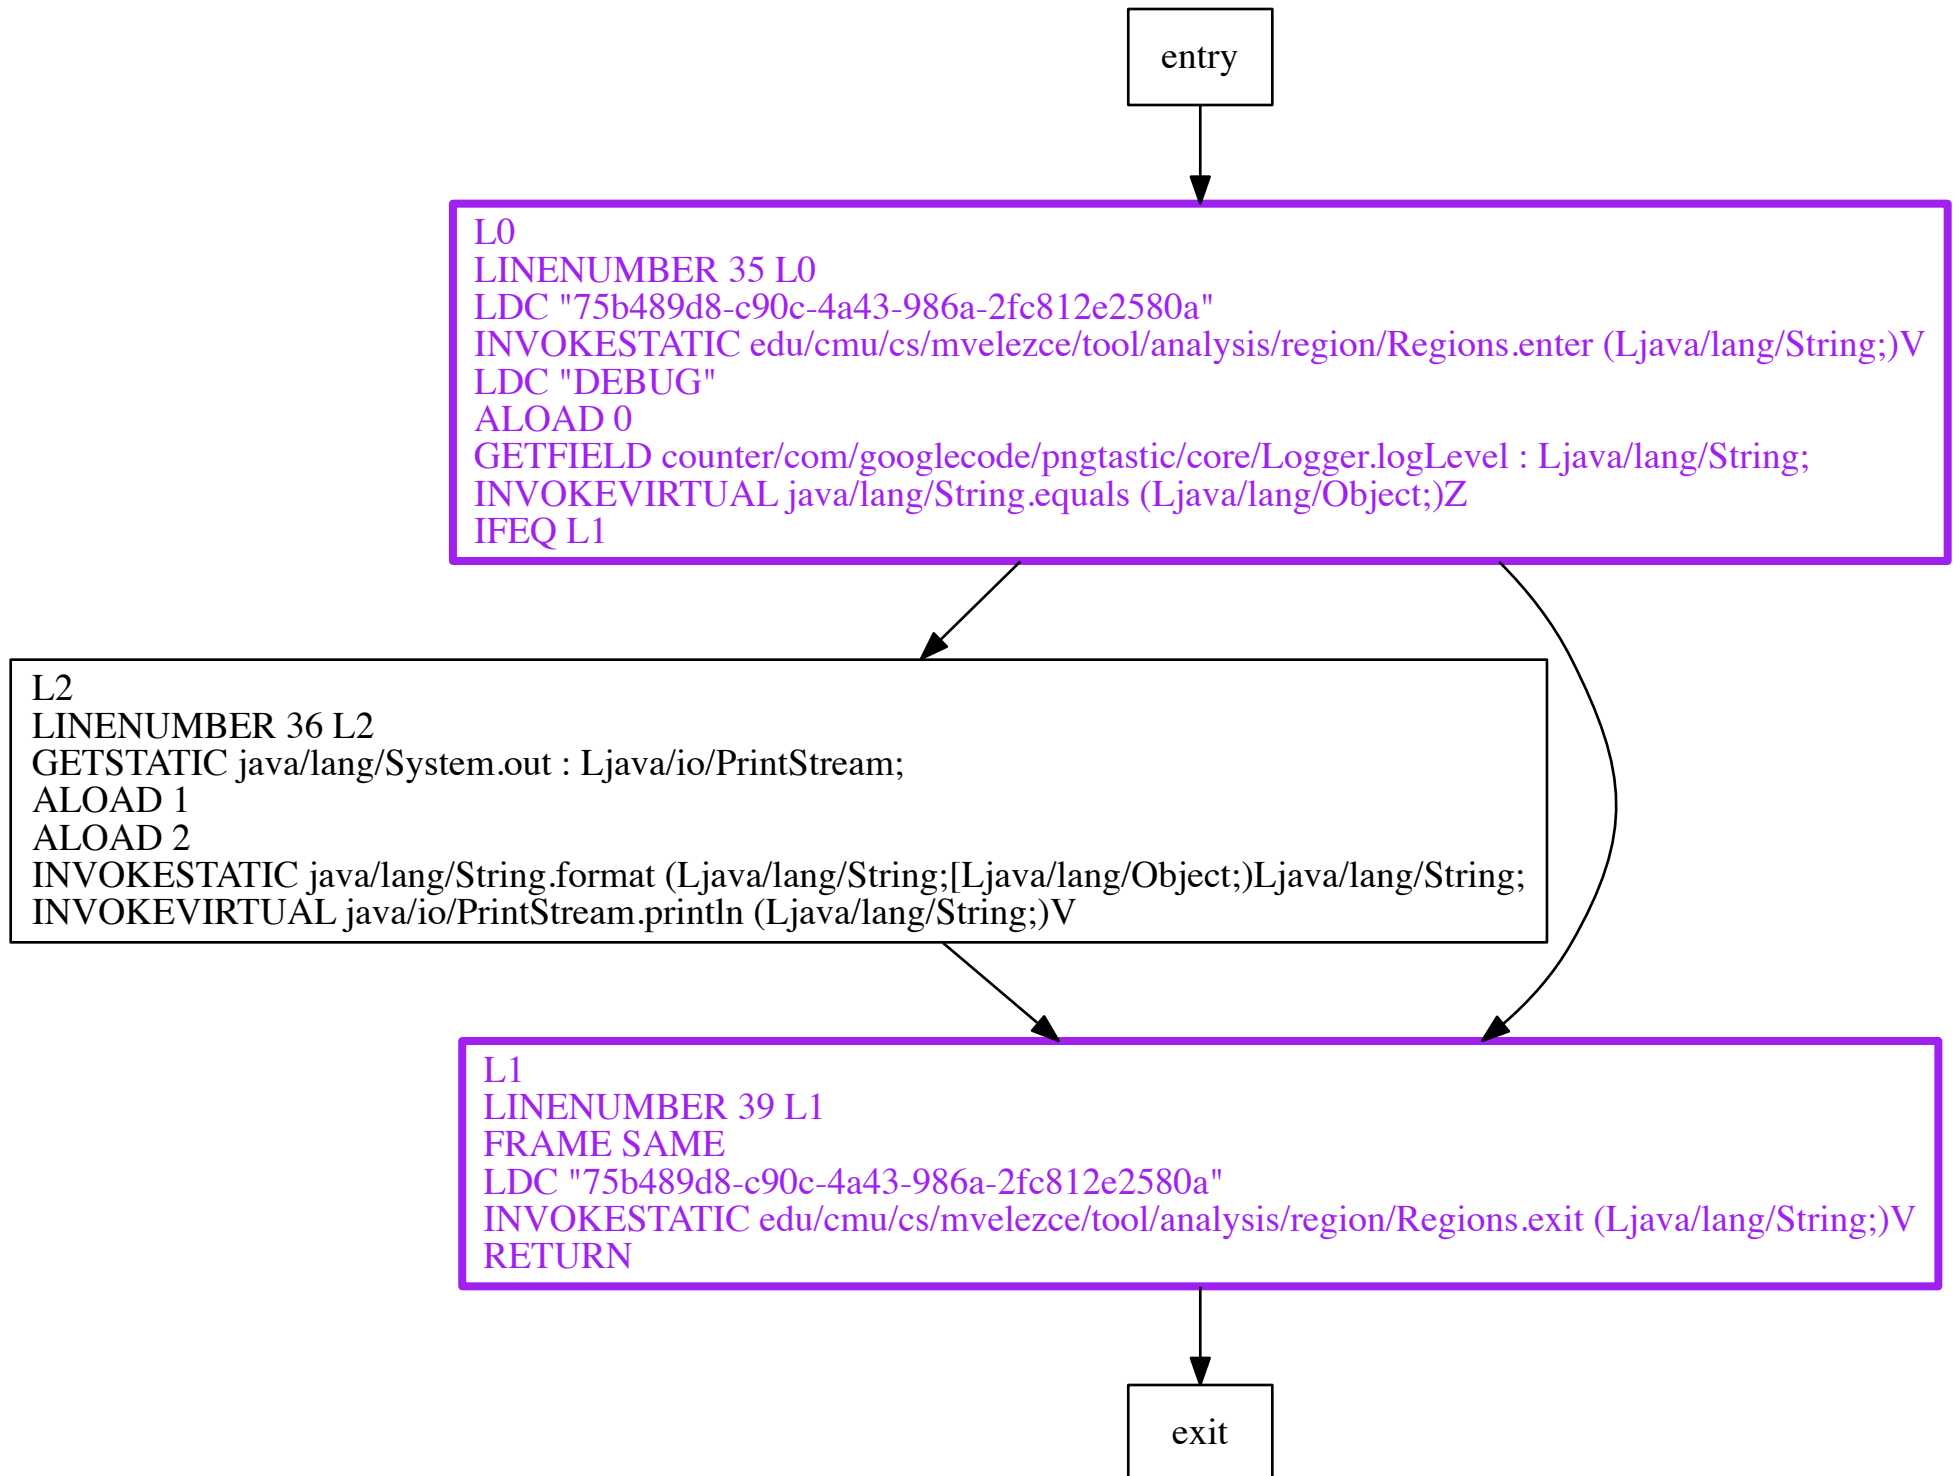 entry
L0
LINENUMBER 35 L0
LDC "75b489d8-c90c-4a43-986a-2fc812e2580a"
INVOKESTATIC edu/cmu/cs/mvelezce/tool/analysis/region/Regions.enter (Ljava/lang/String;)V
LDC "DEBUG"
ALOAD 0
GETFIELD counter/com/googlecode/pngtastic/core/Logger.logLevel : Ljava/lang/String;
INVOKEVIRTUAL java/lang/String.equals (Ljava/lang/Object;)Z
IFEQ L1
L2
LINENUMBER 36 L2
GETSTATIC java/lang/System.out : Ljava/io/PrintStream;
ALOAD 1
ALOAD 2
INVOKESTATIC java/lang/String.format (Ljava/lang/String;[Ljava/lang/Object;)Ljava/lang/String;
INVOKEVIRTUAL java/io/PrintStream.println (Ljava/lang/String;)V
L1
LINENUMBER 39 L1
FRAME SAME
LDC "75b489d8-c90c-4a43-986a-2fc812e2580a"
INVOKESTATIC edu/cmu/cs/mvelezce/tool/analysis/region/Regions.exit (Ljava/lang/String;)V
RETURN
exit